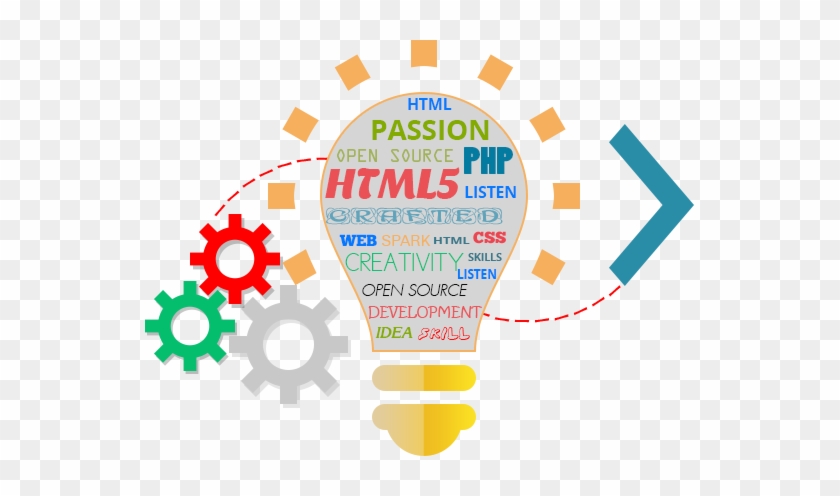 HTML
PASSION
OPEN SOURCE PHP
HTML5 LISTEN
CRAFTED
WEB SPARK HTML CSS
CREATIVITY SKILLS
LISTEN
OPEN SOURCE
DEVELOPMENT
IDEA SKILL